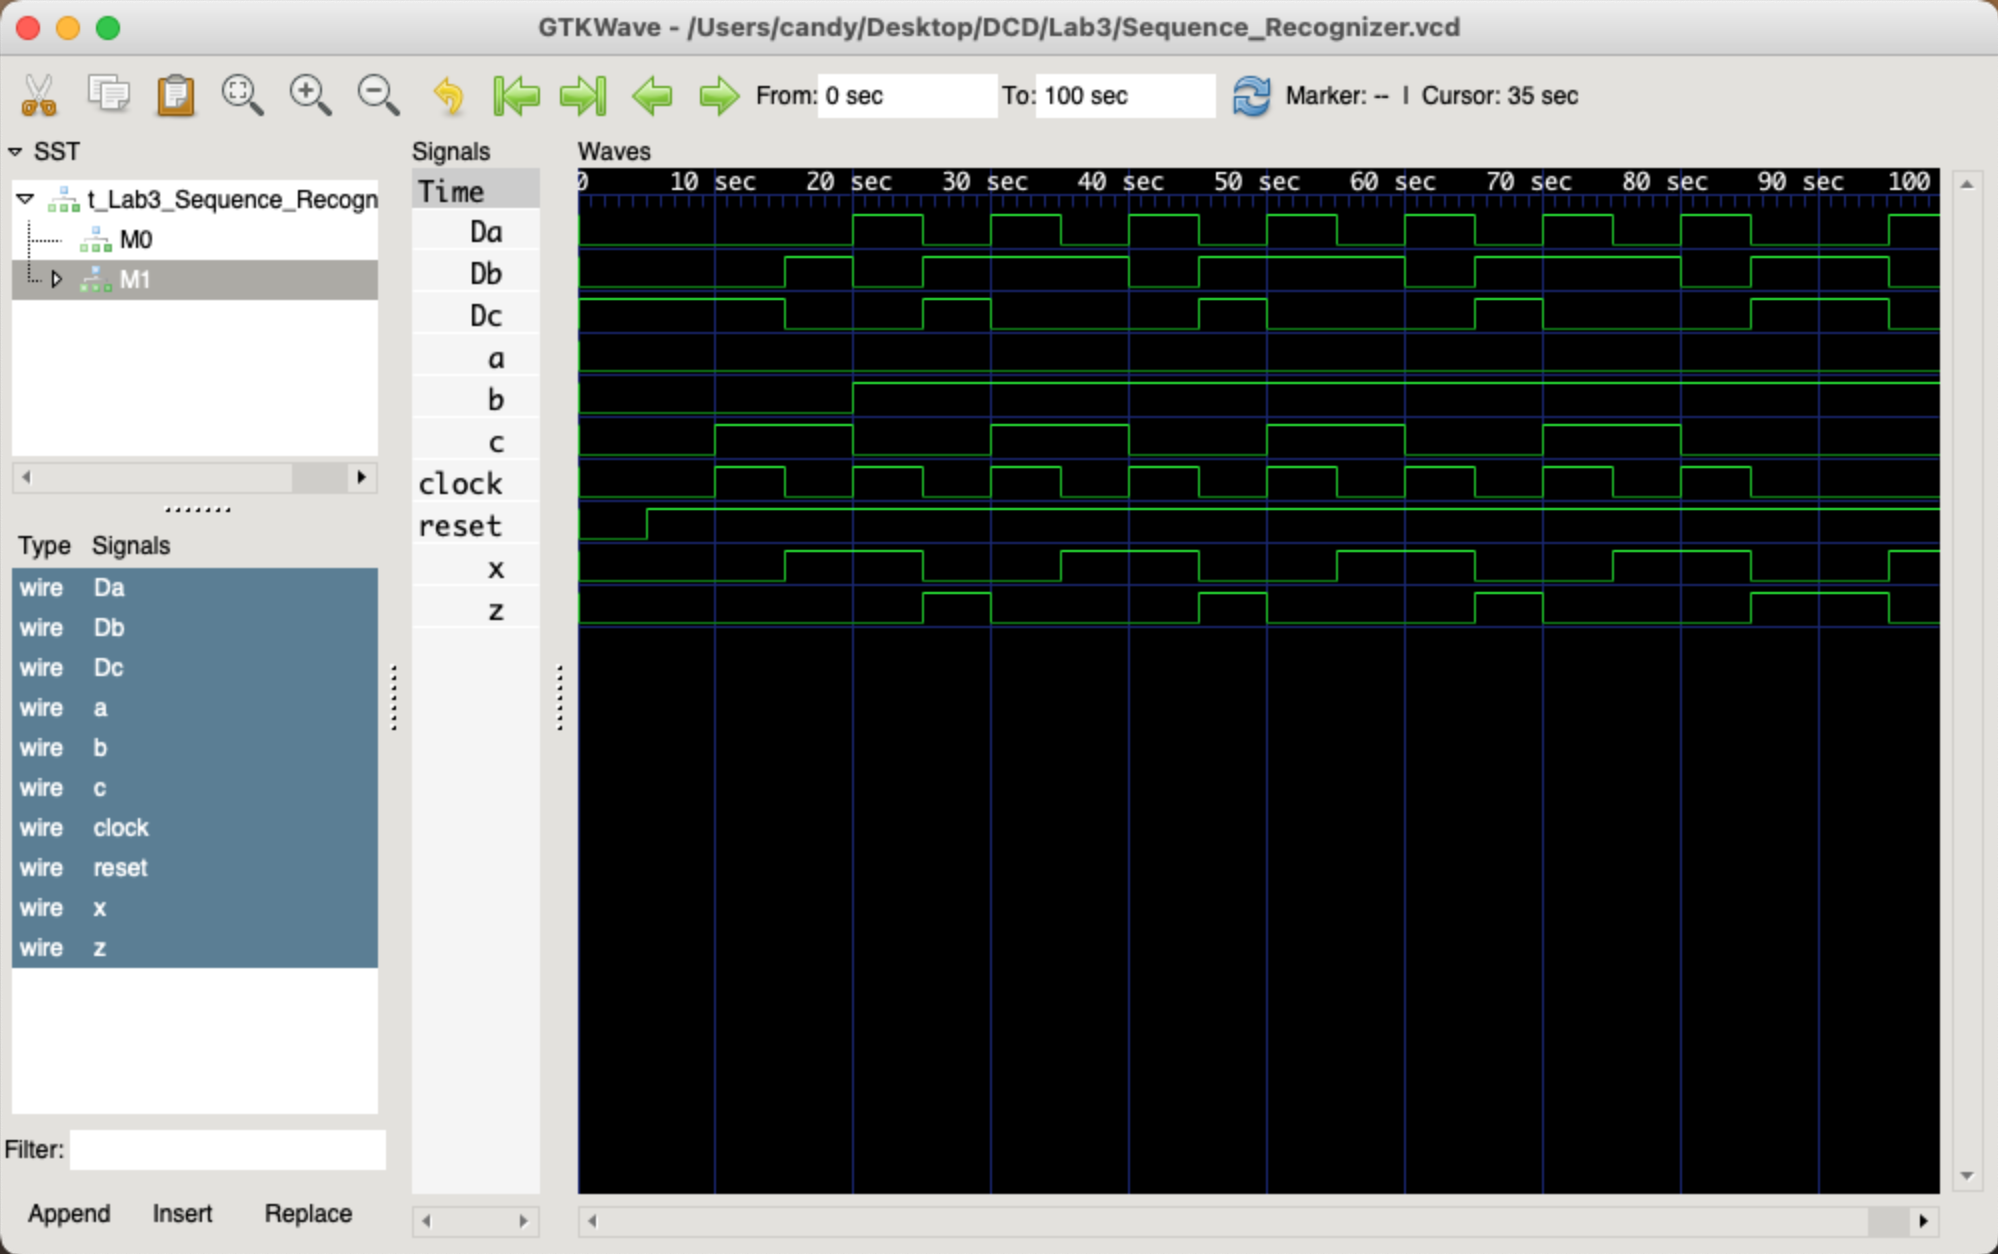 GTKWave - /Users/candy/Desktop/DCD/Lab3/Sequence_Recognizer.vcd
From: 0 sec To: 100 sec Marker: -- | Cursor: 35 sec
SST
t_Lab3_Sequence_Recogn
M0
M1
Type Signals
wire Da
wire Db
wire Dc
wire a
wire b
wire c
wire clock
wire reset
wire x
wire z
Filter:
Append Insert Replace
Signals
Time
Da
Db
Dc
a
b
c
clock
reset
x
z
Waves
0 10 sec 20 sec 30 sec 40 sec 50 sec 60 sec 70 sec 80 sec 90 sec 100